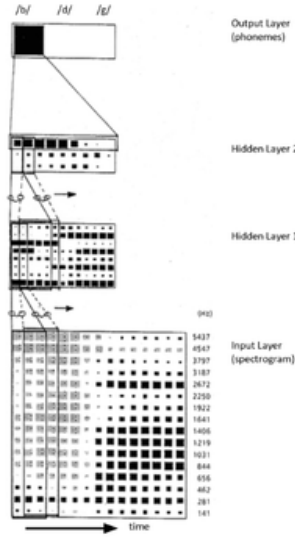 /b/ /d/ /g/
Output Layer
(phonemes)
Hidden Layer 2
Hidden Layer 1
(Hz)
Input Layer
(spectrogram)
5437
4547
3797
3187
2672
2250
1922
1641
1406
1219
1031
844
656
462
281
141
time